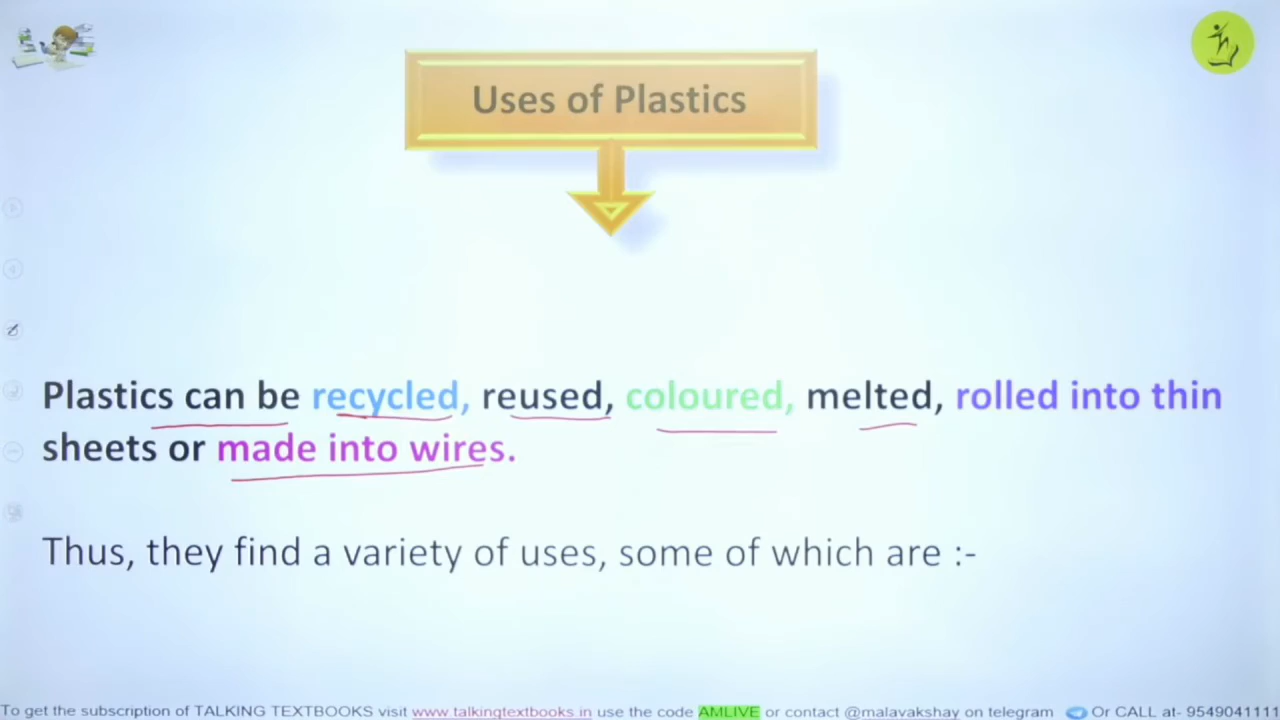 Uses of Plastics
Plastics can be recycled, reused, coloured, melted, rolled into thin
sheets or made into wires.
Thus, they find a variety of uses, some of which are :-
To get the subscription of TALKING TEXTBOOKS visit www.talkingtextbooks.in use the code AMLIVE or contact @malavakshay on telegram Or CALL at- 9549041111